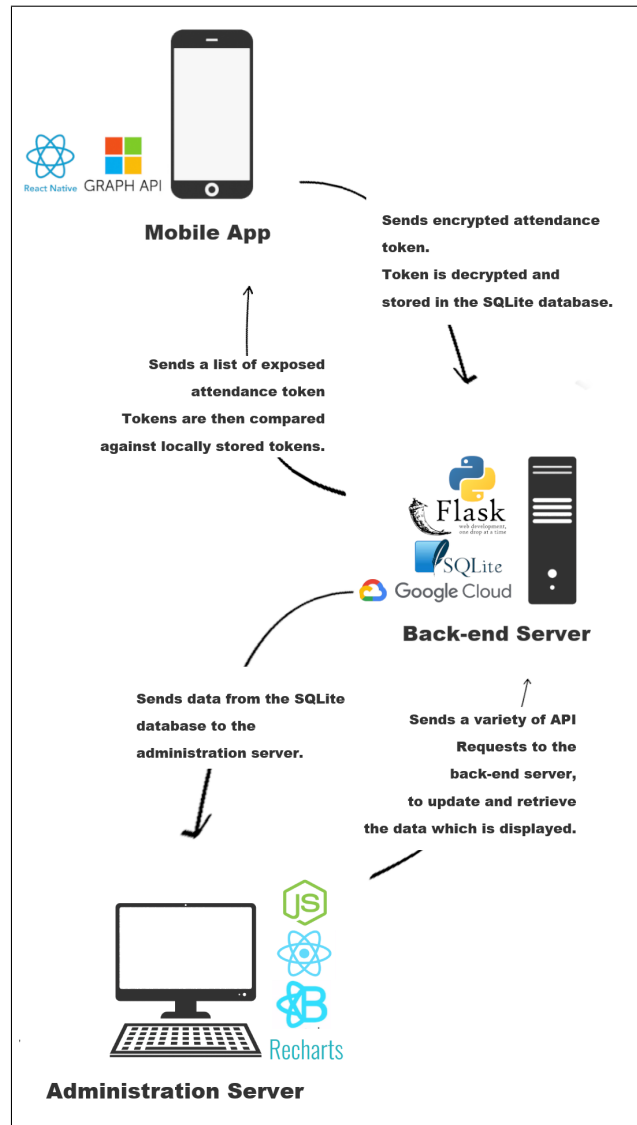 React Native
GRAPH API
Mobile App
Sends encrypted attendance
token.
Token is decrypted and
stored in the SQLite database.
Sends a list of exposed
attendance token
Tokens are then compared
against locally stored tokens.
Flask
web development,
one drop at a time
SQLite
Google Cloud
Back-end Server
Sends data from the SQLite
database to the
administration server.
Sends a variety of API
Requests to the
back-end server,
to update and retrieve
the data which is displayed.
JS
B
Recharts
Administration Server